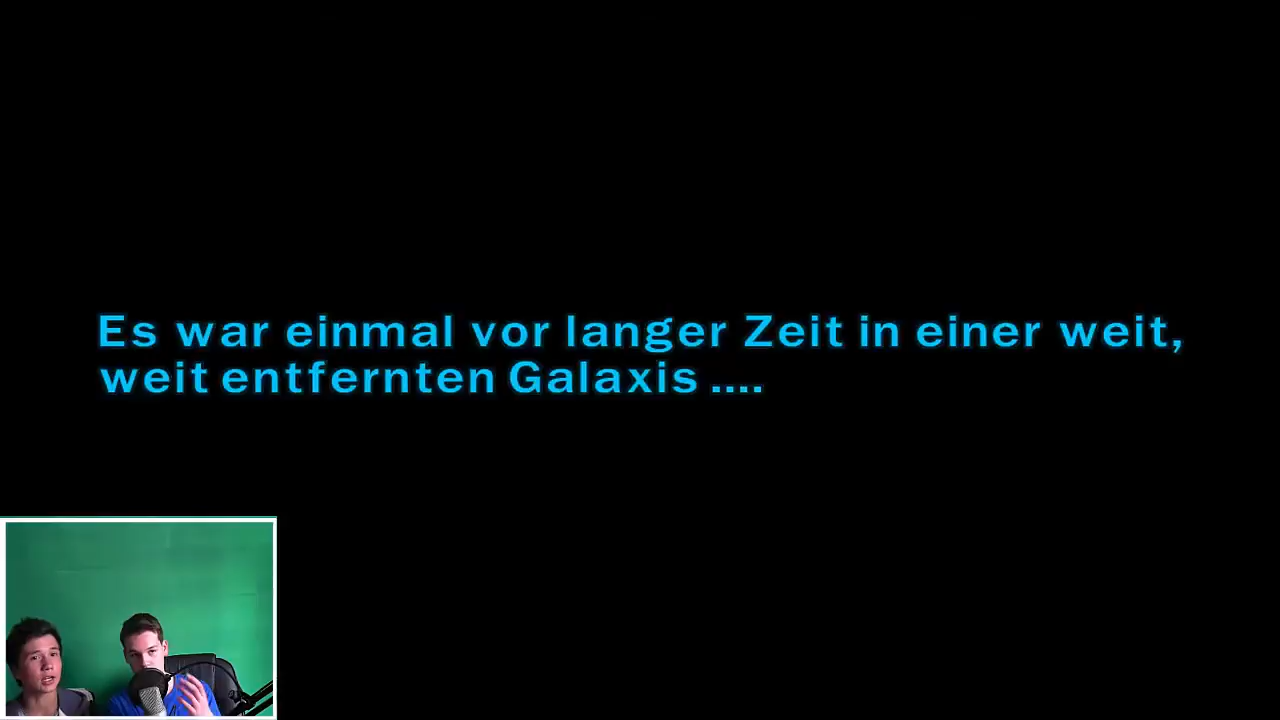 Es war einmal vor langer Zeit in einer weit,
weit entfernten Galaxis ....